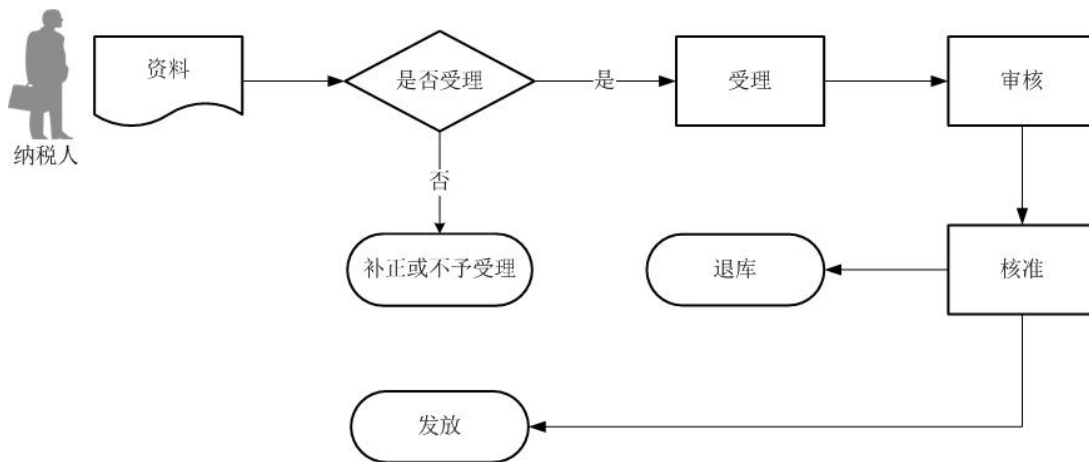 资料
是否受理
是
受理
审核
纳税人
否
补正或不予受理
退库
核准
发放